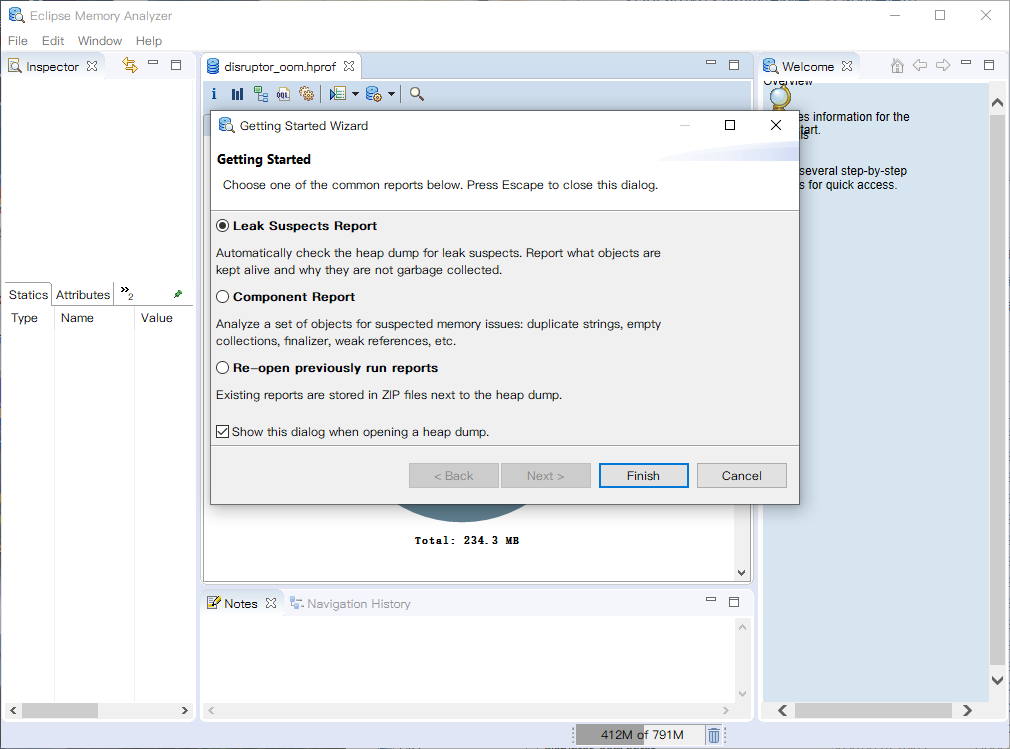 Eclipse Memory Analyzer
File Edit Window Help
Inspector
disruptor_oom.hprof
Welcome
Overview
i
OQL
es information for the
tart.
ls
several step-by-step
s for quick access.
Getting Started Wizard
Getting Started
Choose one of the common reports below. Press Escape to close this dialog.
Leak Suspects Report
Automatically check the heap dump for leak suspects. Report what objects are
kept alive and why they are not garbage collected.
Component Report
Analyze a set of objects for suspected memory issues: duplicate strings, empty
collections, finalizer, weak references, etc.
Re-open previously run reports
Existing reports are stored in ZIP files next to the heap dump.
Show this dialog when opening a heap dump.
< Back Next > Finish Cancel
Statics Attributes »2
Type Name Value
Total: 234.3 MB
Notes Navigation History
412M of 791M